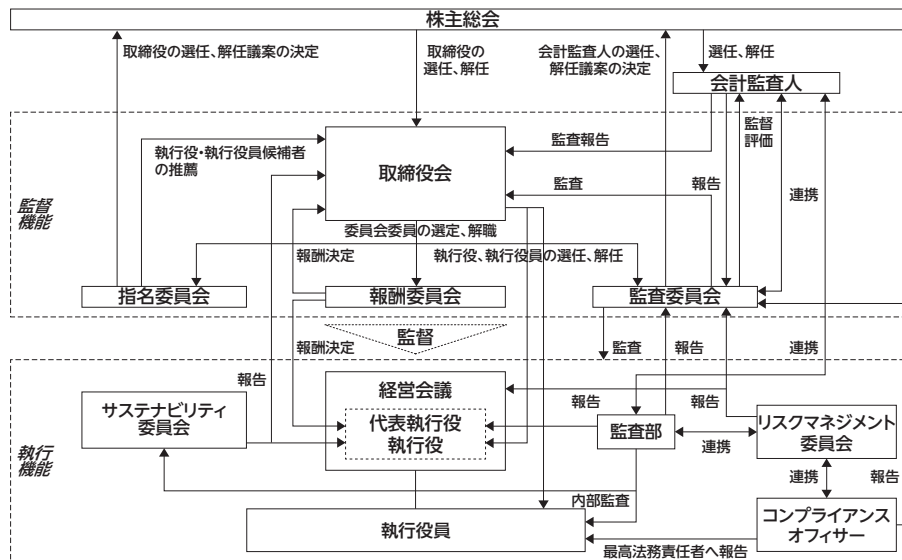 株主総会
取締役の選任、解任議案の決定
取締役の
選任、解任
会計監査人の選任、
解任議案の決定
選任、解任
会計監査人
監督
機能
執行役・執行役員候補者
の推薦
取締役会
監査報告
監督
評価
監査
報告
連携
委員会委員の選定、解職
報酬決定
執行役、執行役員の選任、解任
指名委員会
報酬委員会
監査委員会
監督
報酬決定
監査
報告
連携
執行
機能
報告
サステナビリティ
委員会
経営会議
代表執行役
執行役
報告
監査部
報告
連携
リスクマネジメント
委員会
連携
報告
内部監査
執行役員
コンプライアンス
オフィサー
最高法務責任者へ報告